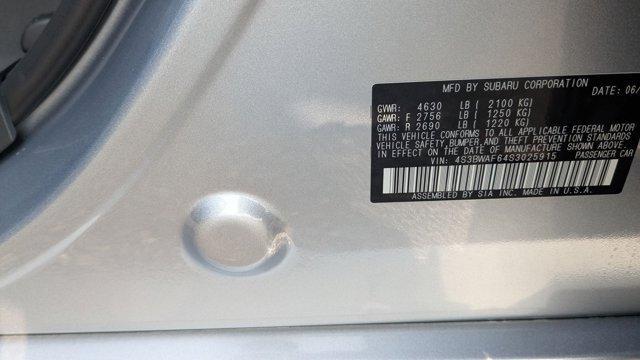 MFD BY SUBARU CORPORATION DATE: 06/
GVWR: 4630 LB ( 2100 KG)
GAWR: F 2756 LB ( 1250 KG)
GAWR: R 2690 LB ( 1220 KG)
THIS VEHICLE CONFORMS TO ALL APPLICABLE FEDERAL MOTOR
VEHICLE SAFETY, BUMPER, AND THEFT PREVENTION STANDARDS
IN EFFECT ON THE DATE OF MANUFACTURE SHOWN ABOVE.
VIN: 4S3BWAF64S3025915 PASSENGER CAR
ASSEMBLED BY SIA INC. MADE IN U.S.A.